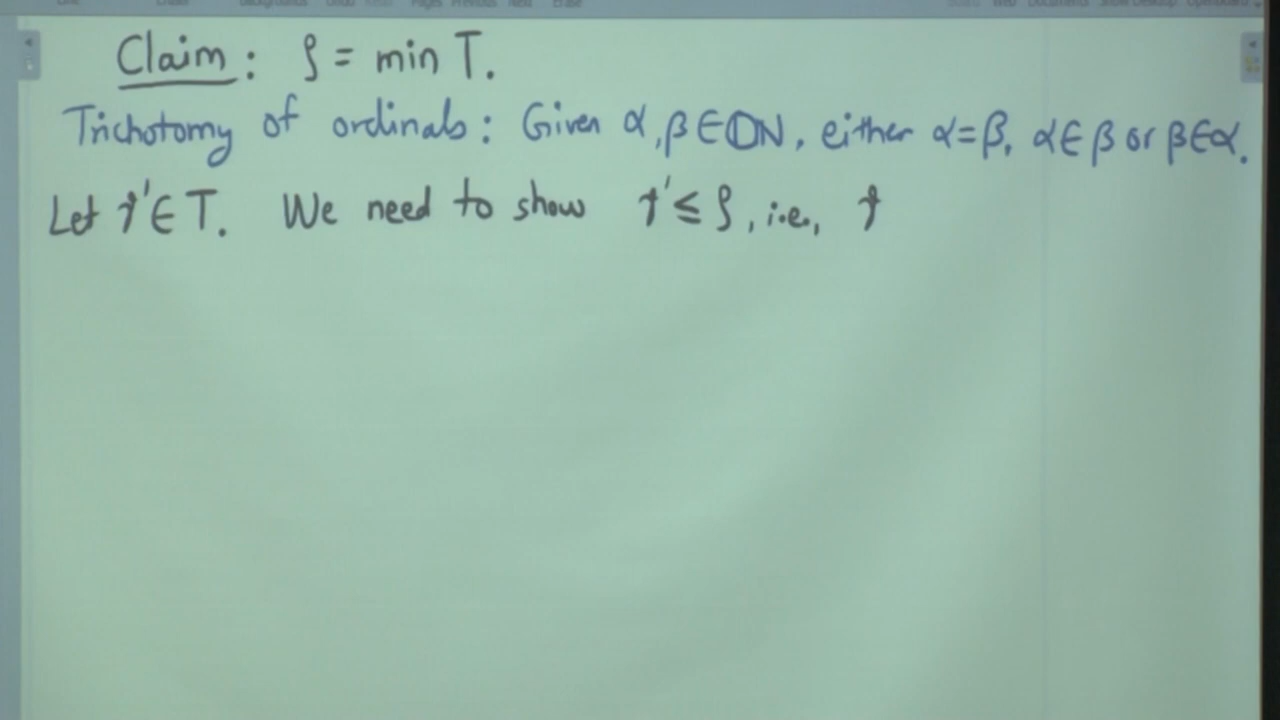 Claim : ρ = min T.
Trichotomy of ordinals : Given α, β ∈ ON, either α = β, α ∈ β or β ∈ α.
Let γ' ∈ T. We need to show γ' ≤ ρ, i.e., γ